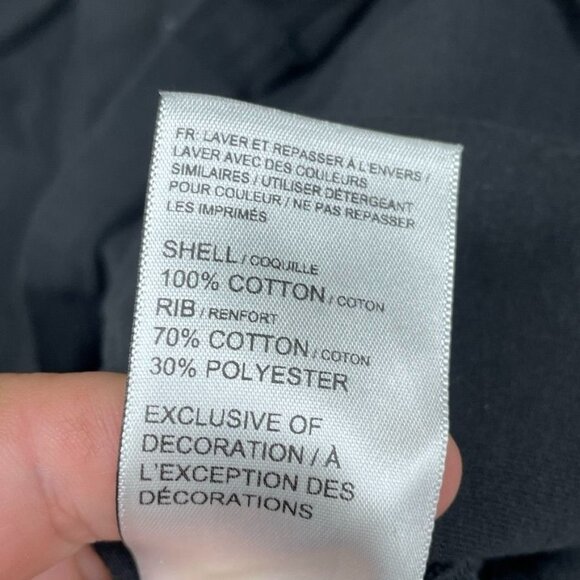 FR: LAVER ET REPASSER À L'ENVERS /
LAVER AVEC DES COULEURS
SIMILAIRES / UTILISER DÉTERGEANT
POUR COULEUR / NE PAS REPASSER
LES IMPRIMÉS
SHELL / COQUILLE
100% COTTON / COTON
RIB / RENFORT
70% COTTON / COTON
30% POLYESTER
EXCLUSIVE OF
DECORATION / À
L'EXCEPTION DES
DÉCORATIONS